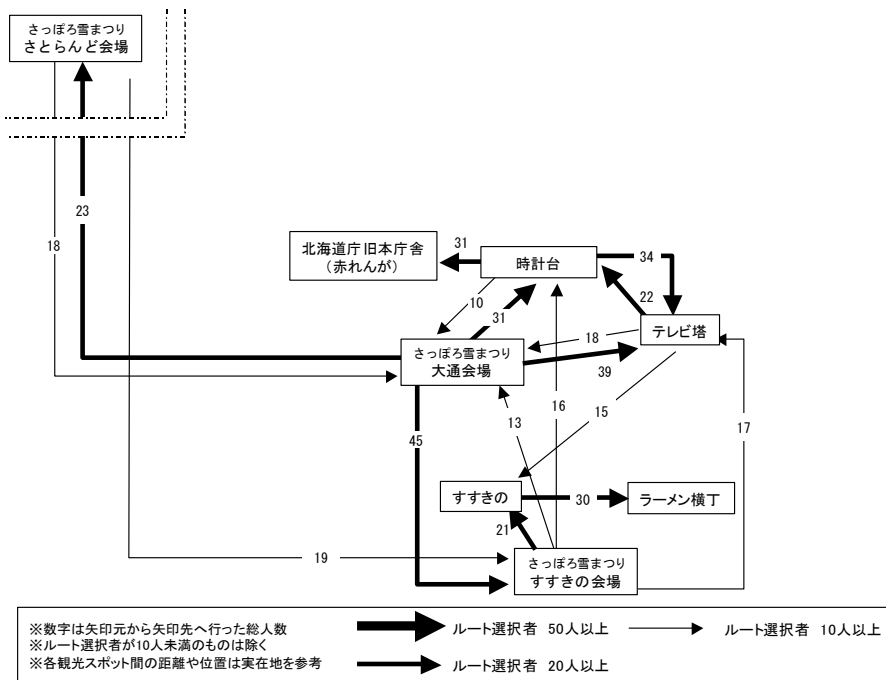 さっぽろ雪まつり
さとらんど会場
23
18
北海道庁旧本庁舎
（赤れんが）
31
時計台
34
10
31
22
テレビ塔
18
さっぽろ雪まつり
大通会場
39
13
16
15
17
45
すすきの
30
ラーメン横丁
21
19
さっぽろ雪まつり
すすきの会場
※数字は矢印元から矢印先へ行った総人数
※ルート選択者が10人未満のものは除く
※各観光スポット間の距離や位置は実在地を参考
ルート選択者 50人以上
ルート選択者 10人以上
ルート選択者 20人以上